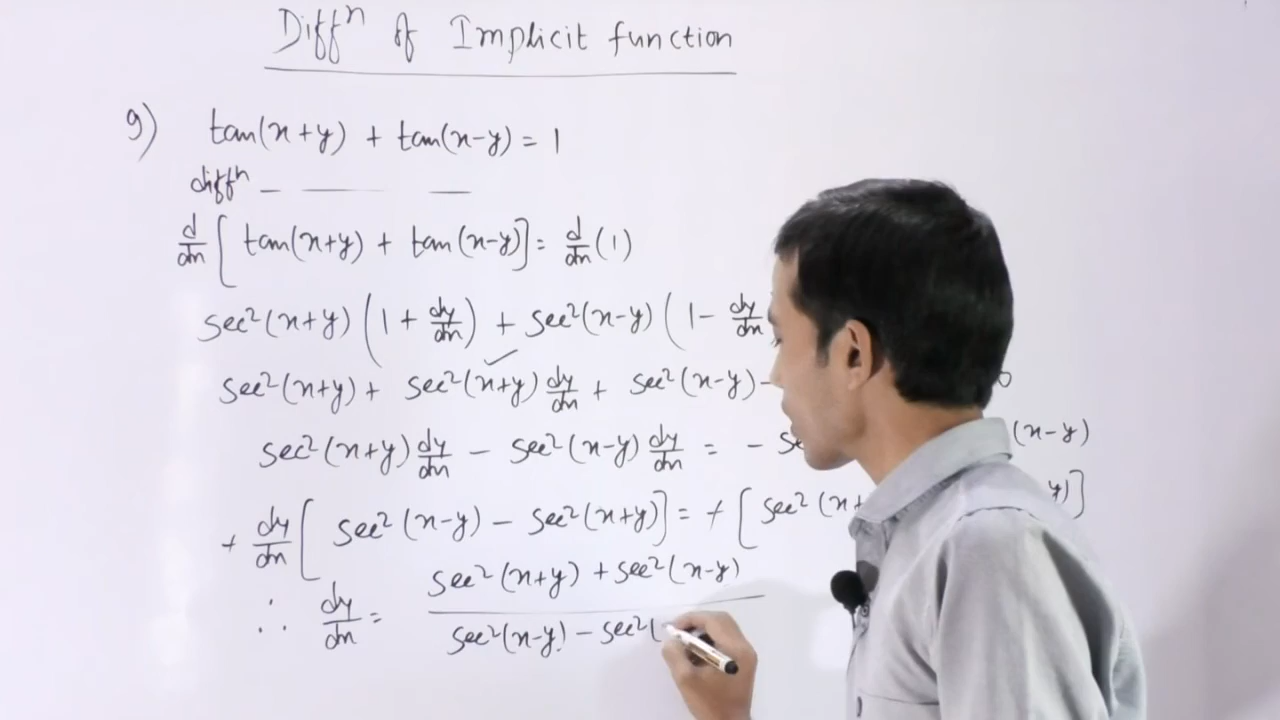 Diffⁿ of Implicit function
9) tan(x+y) + tan(x-y) = 1
diffⁿ — — —
d/dx [ tan(x+y) + tan(x-y) ] = d/dx (1)
sec²(x+y) ( 1 + dy/dx ) + sec²(x-y) ( 1 - dy/dx
sec²(x+y) + sec²(x+y) dy/dx + sec²(x-y) -
sec²(x+y) dy/dx - sec²(x-y) dy/dx = - (x-y)
+ dy/dx [ sec²(x-y) - sec²(x+y) ] = + [ sec²(x+ y) ]
∴ dy/dx = sec²(x+y) + sec²(x-y) / sec²(x-y) - sec²(